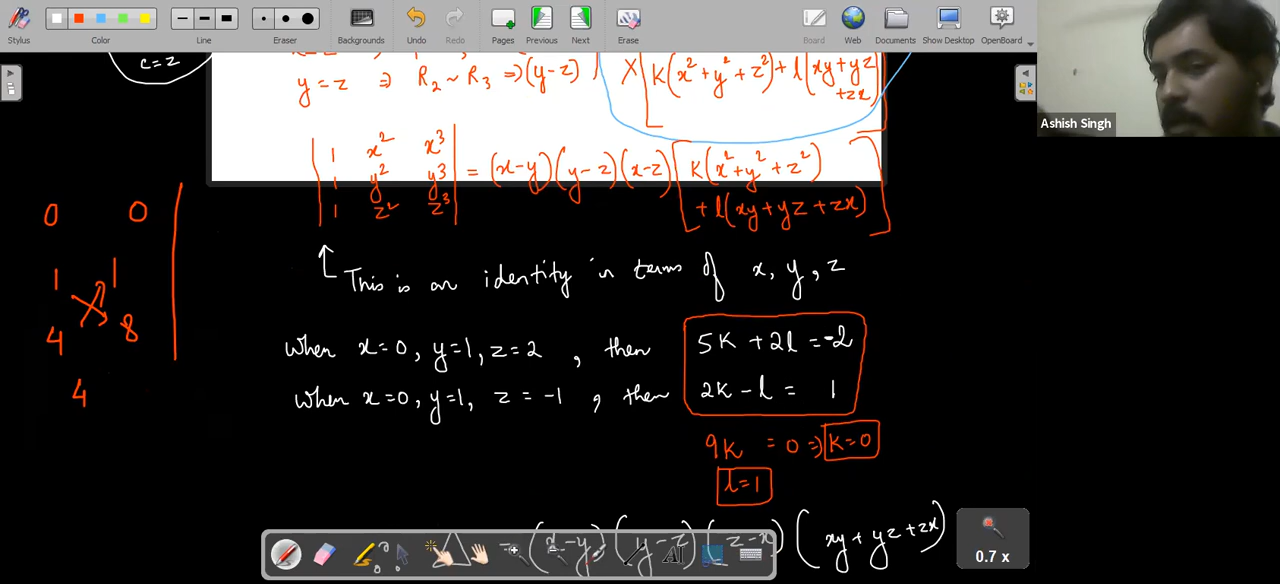 Stylus Color Line Eraser Backgrounds Undo Redo Pages Previous Next Erase Board Web Documents Show Desktop OpenBoard
c=z
y = z ⇒ R₂ ~ R₃ ⇒ (y-z) X [K(x²+y²+z²) + l(xy+yz
+zx)
Ashish Singh
| 1 x² x³ |
| 1 y² y³ | = (x-y)(y-z)(x-z) [K(x²+y²+z²)
| 1 z² z³ | + l(xy+yz+zx)]
0 0
1 1
4 8
4
This is an identity in terms of x, y, z
When x=0, y=1, z=2, then 5K + 2l = -2
When x=0, y=1, z = -1, then 2K - l = 1
9K = 0 ⇒ K=0
l=1
= (x-y)(y-z)(z-x)(xy+yz+zx)
0.7 x